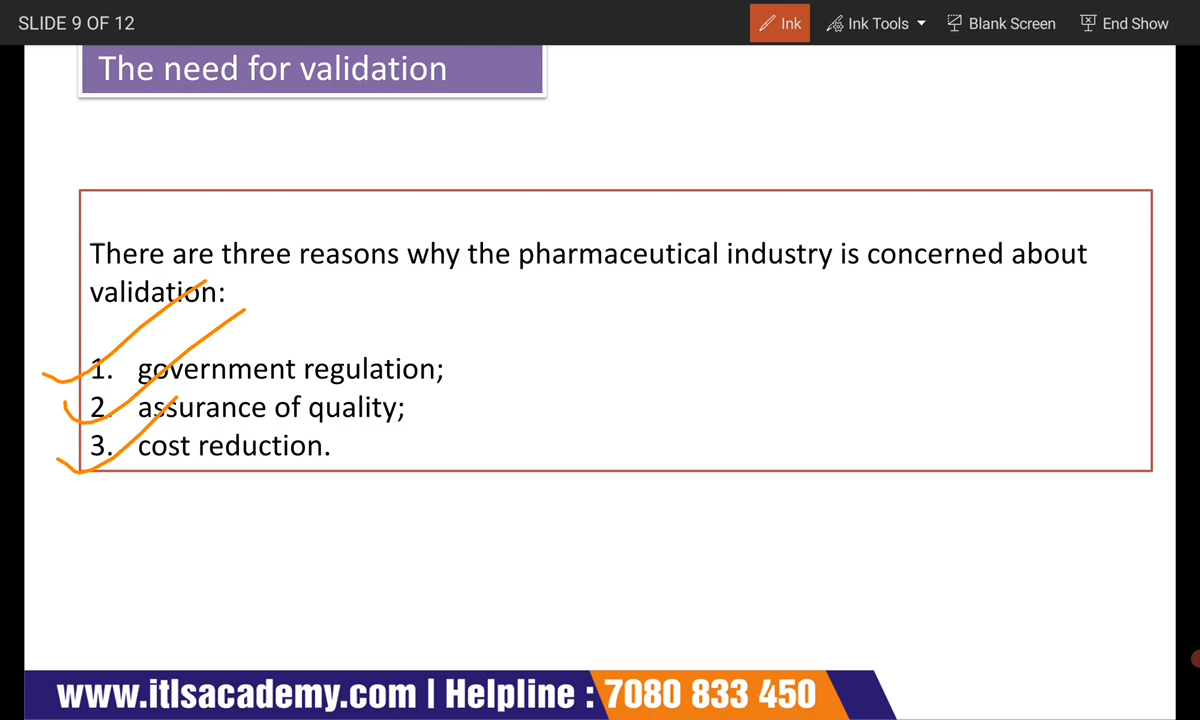 SLIDE 9 OF 12
Ink
Ink Tools
Blank Screen
End Show
The need for validation
There are three reasons why the pharmaceutical industry is concerned about
validation:
1. government regulation;
2. assurance of quality;
3. cost reduction.
www.itlsacademy.com | Helpline : 7080 833 450